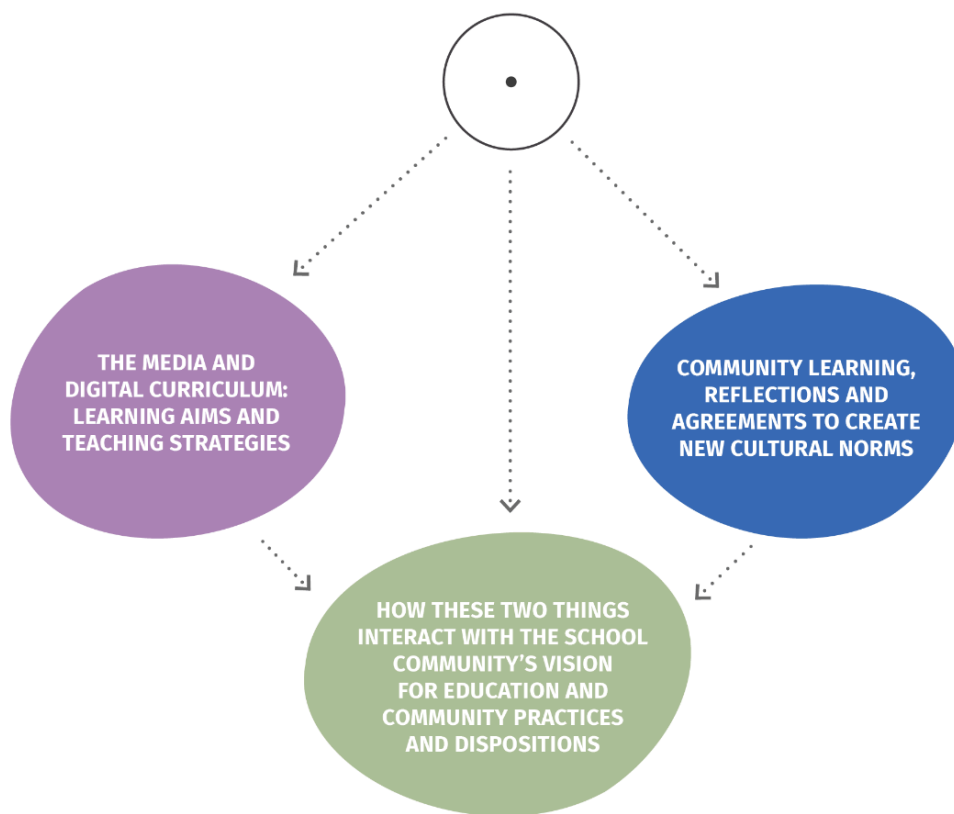 THE MEDIA AND
DIGITAL CURRICULUM:
LEARNING AIMS AND
TEACHING STRATEGIES
COMMUNITY LEARNING,
REFLECTIONS AND
AGREEMENTS TO CREATE
NEW CULTURAL NORMS
HOW THESE TWO THINGS
INTERACT WITH THE SCHOOL
COMMUNITY’S VISION
FOR EDUCATION AND
COMMUNITY PRACTICES
AND DISPOSITIONS